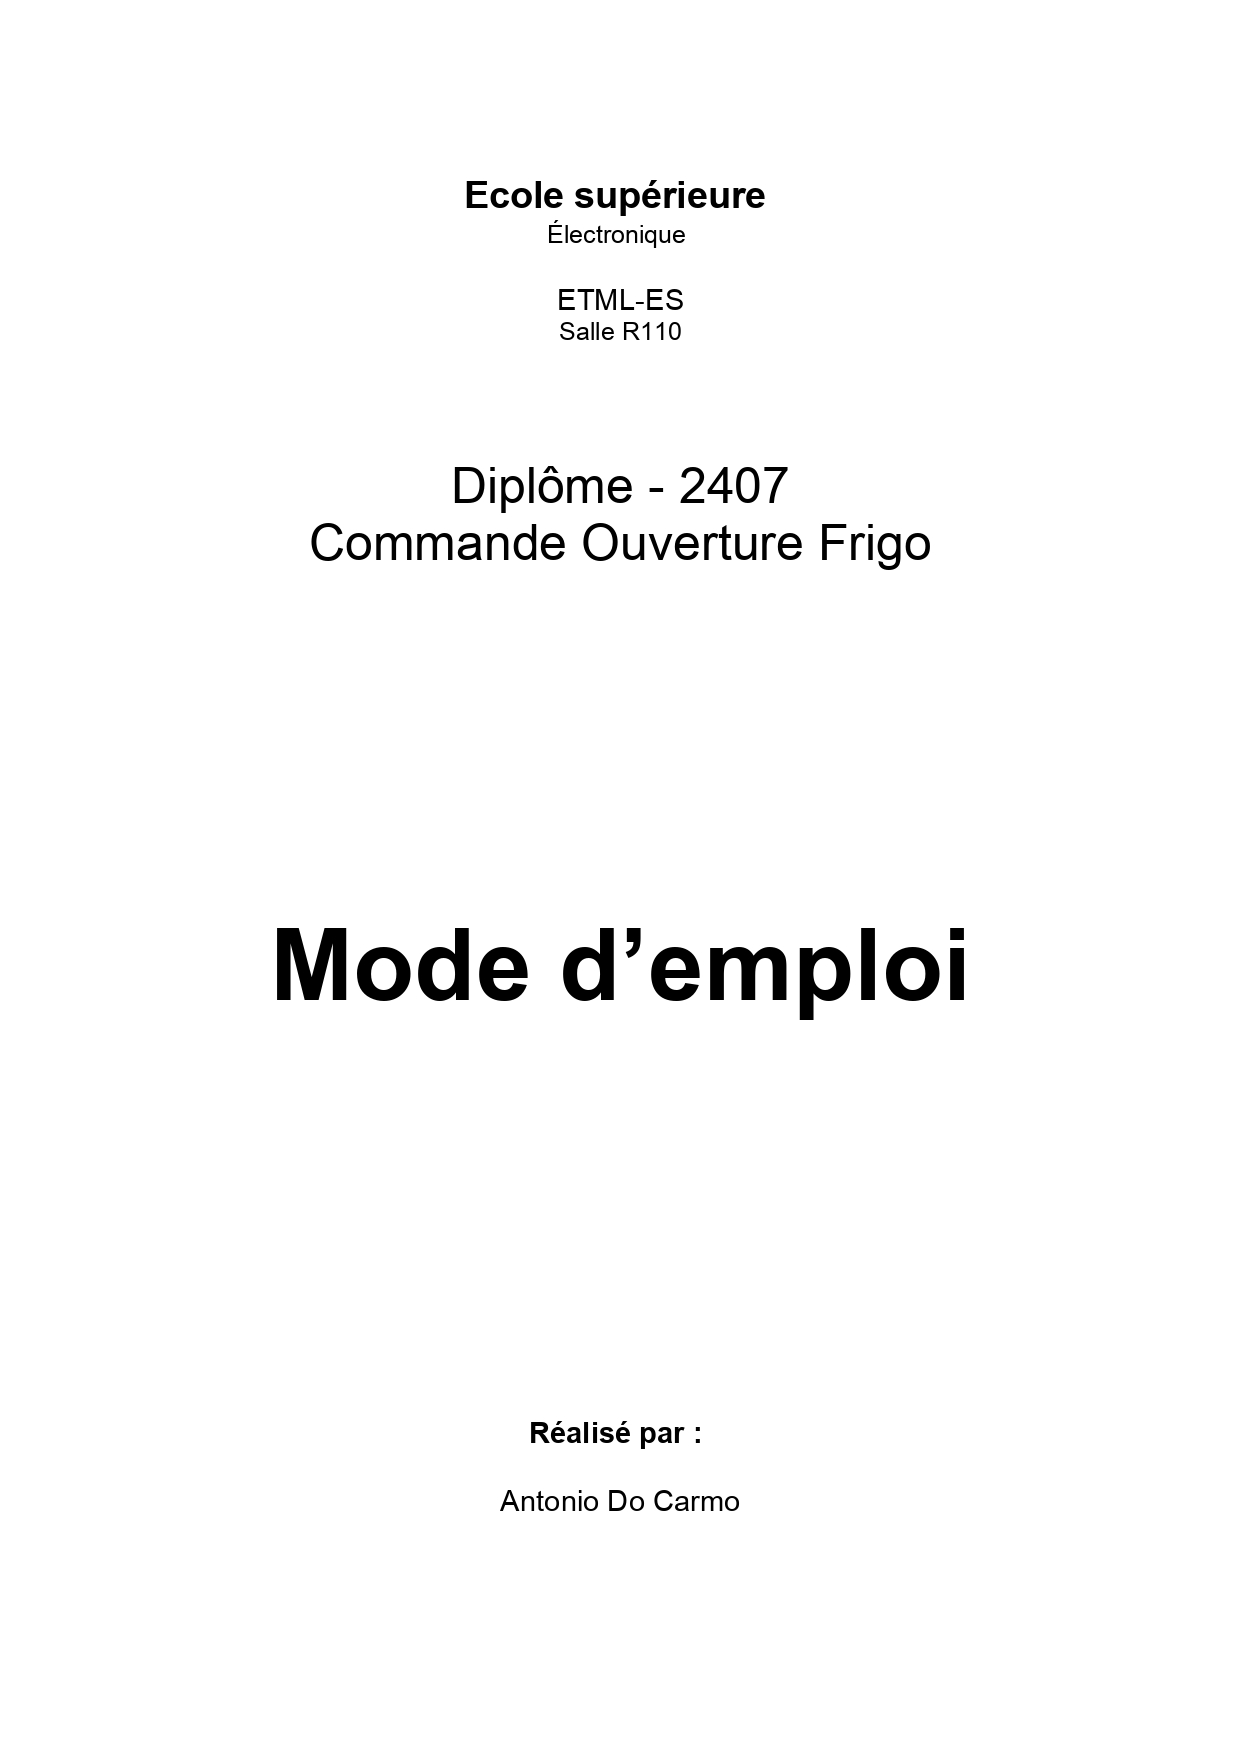 Ecole supérieure
Électronique
ETML-ES
Salle R110
Diplôme - 2407
Commande Ouverture Frigo
Mode d’emploi
Réalisé par :
Antonio Do Carmo